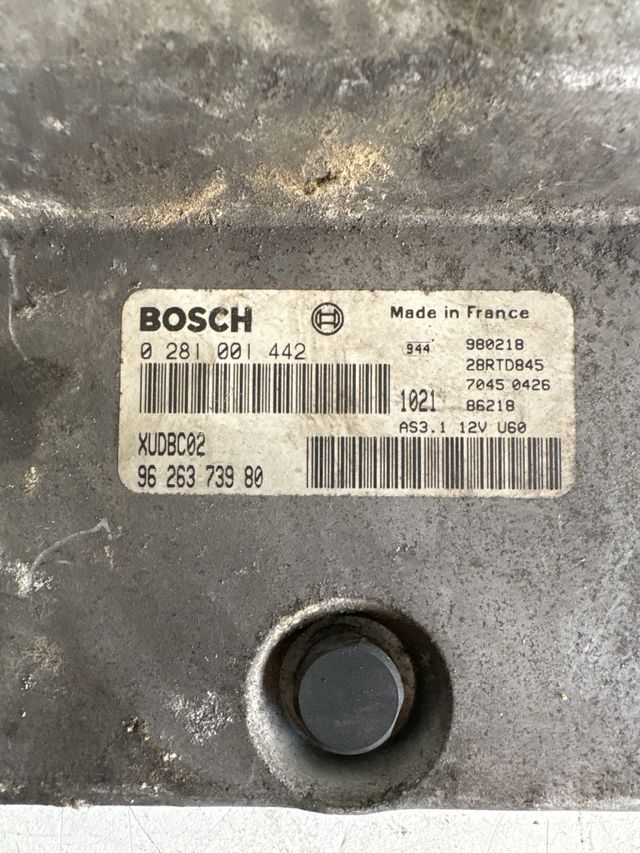 BOSCH
Made in France
0 281 001 442
944 980218
28RTD845
7045 0426
1021 86218
AS3.1 12V U60
XUDBC02
96 263 739 80